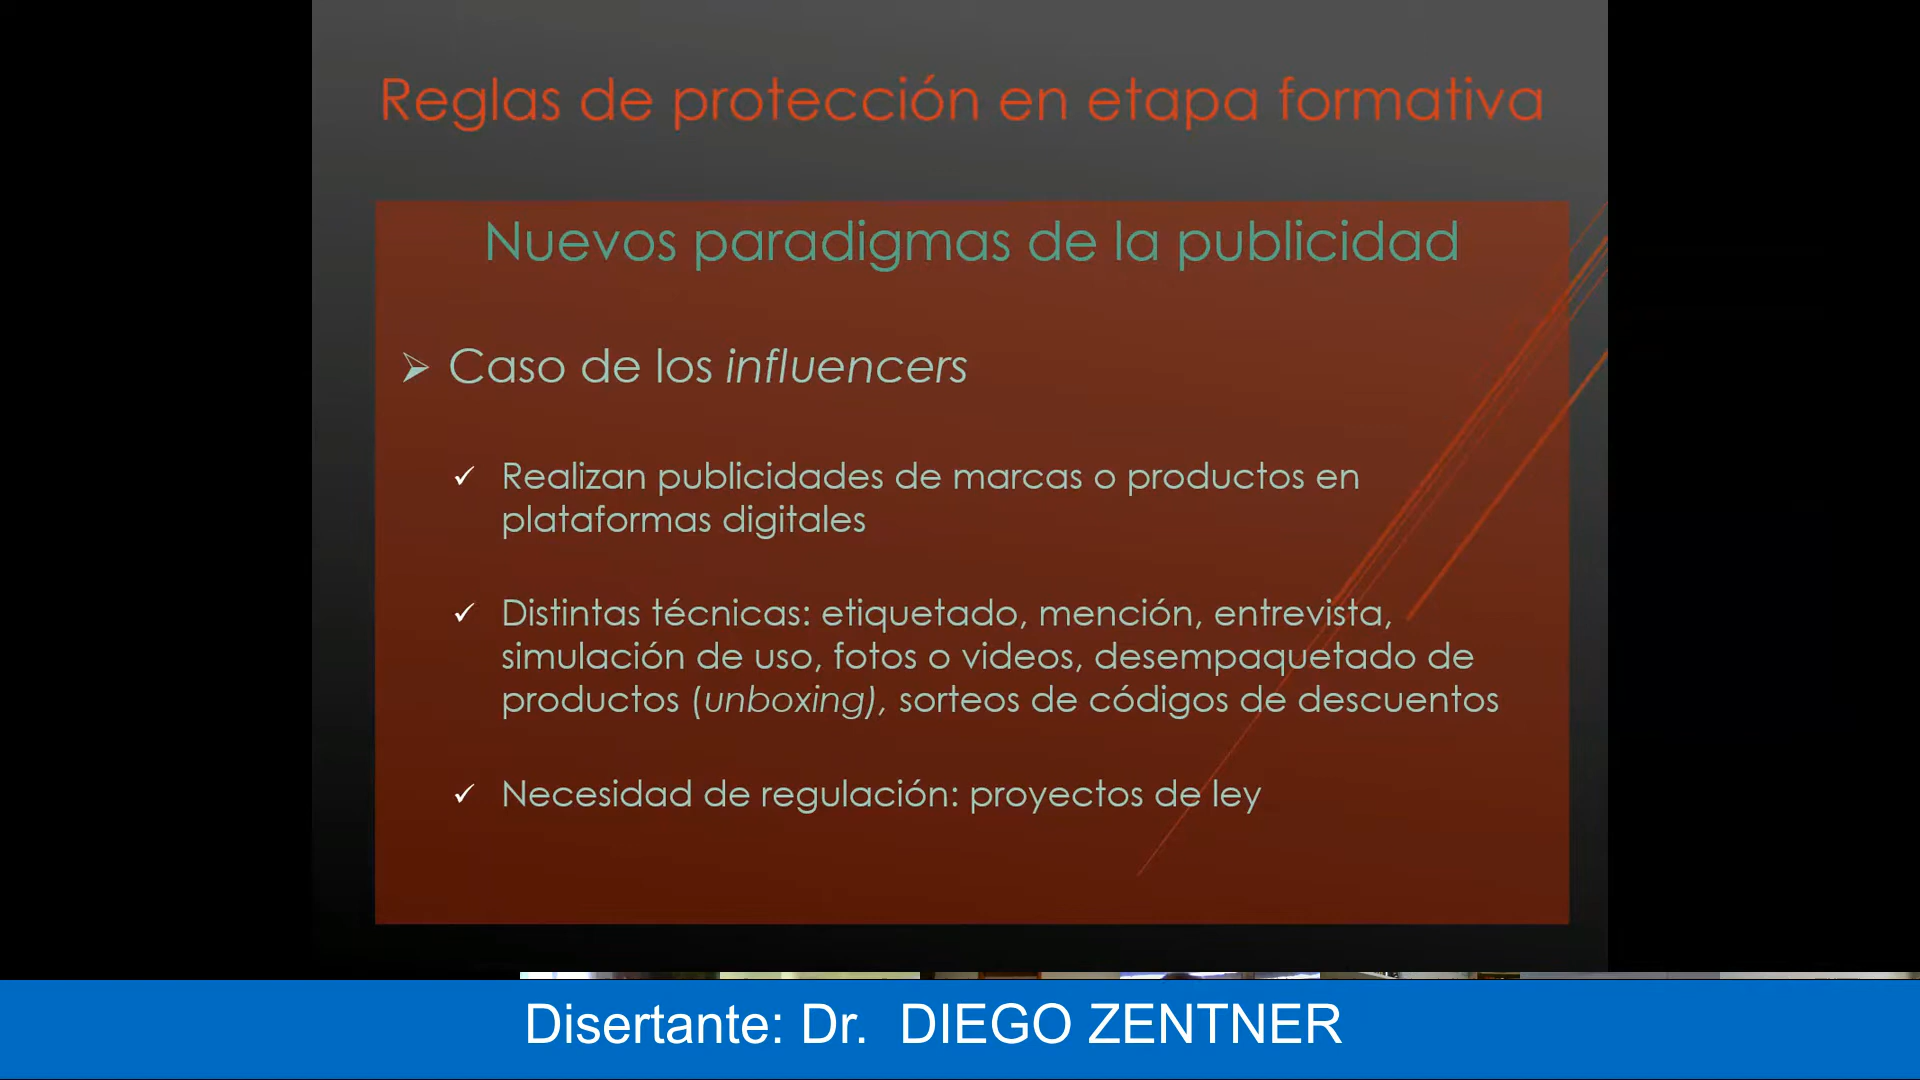 Reglas de protección en etapa formativa
Nuevos paradigmas de la publicidad
➢ Caso de los influencers
✓ Realizan publicidades de marcas o productos en
plataformas digitales
✓ Distintas técnicas: etiquetado, mención, entrevista,
simulación de uso, fotos o videos, desempaquetado de
productos (unboxing), sorteos de códigos de descuentos
✓ Necesidad de regulación: proyectos de ley
Disertante: Dr. DIEGO ZENTNER